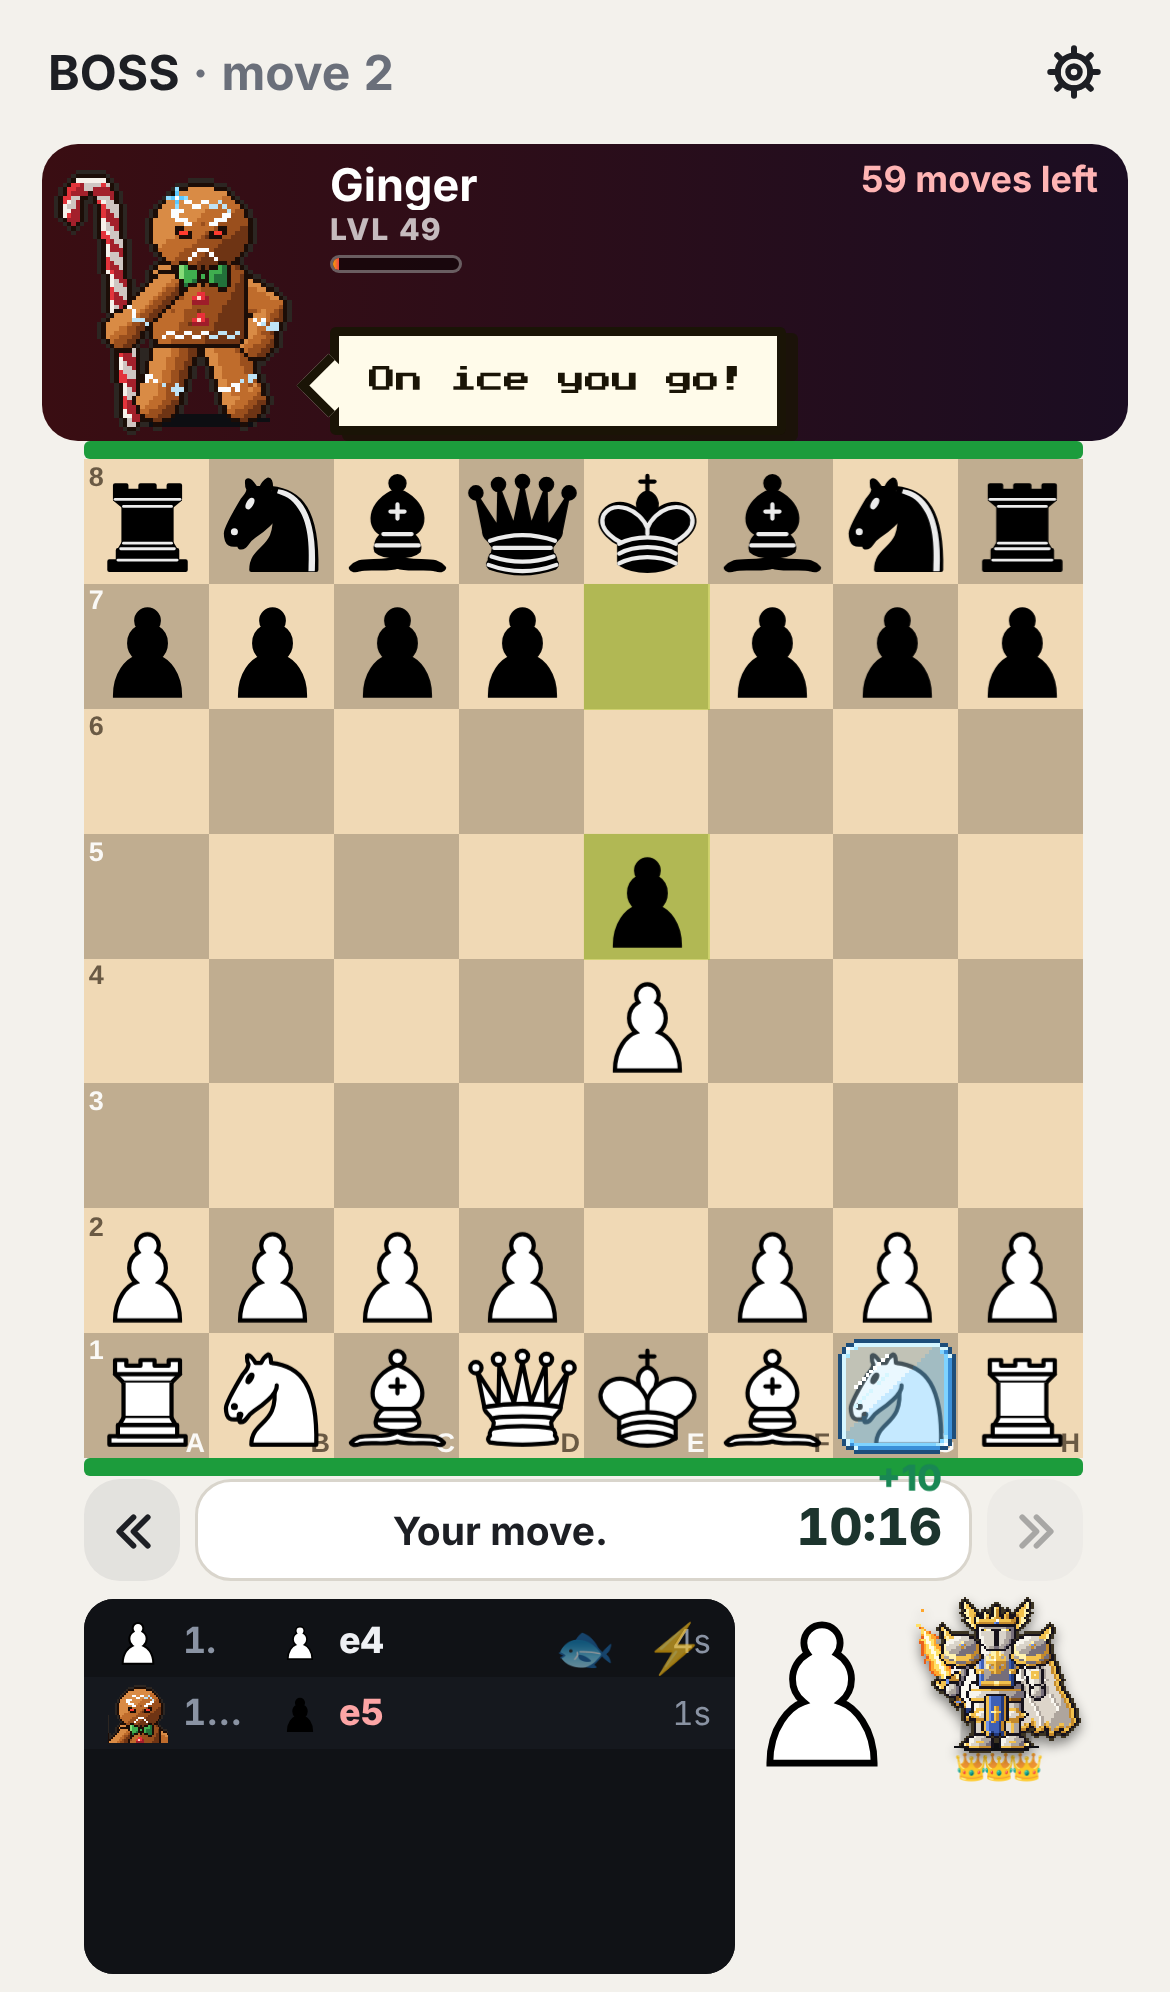 BOSS · move 2
Ginger
59 moves left
LVL 49
On ice you go!
8
7
6
5
4
3
2
1
A B C D E F H
+10
Your move. 10:16
1. e4 4s
1... e5 1s